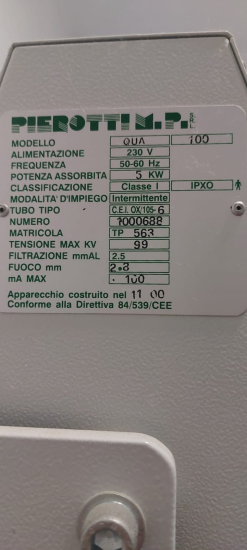 PIEROTTI M.P.
MODELLO QUA 100
ALIMENTAZIONE 230 V
FREQUENZA 50-60 Hz
POTENZA ASSORBITA 5 KW
CLASSIFICAZIONE Classe I IPXO
MODALITA' D'IMPIEGO Intermittente
TUBO TIPO C.E.I. OX/105-6
NUMERO 1000688
MATRICOLA TP 563
TENSIONE MAX KV 99
FILTRAZIONE mmAL 2.5
FUOCO mm 2.8
mA MAX 100
Apparecchio costruito nel 11 00
Conforme alla Direttiva 84/539/CEE